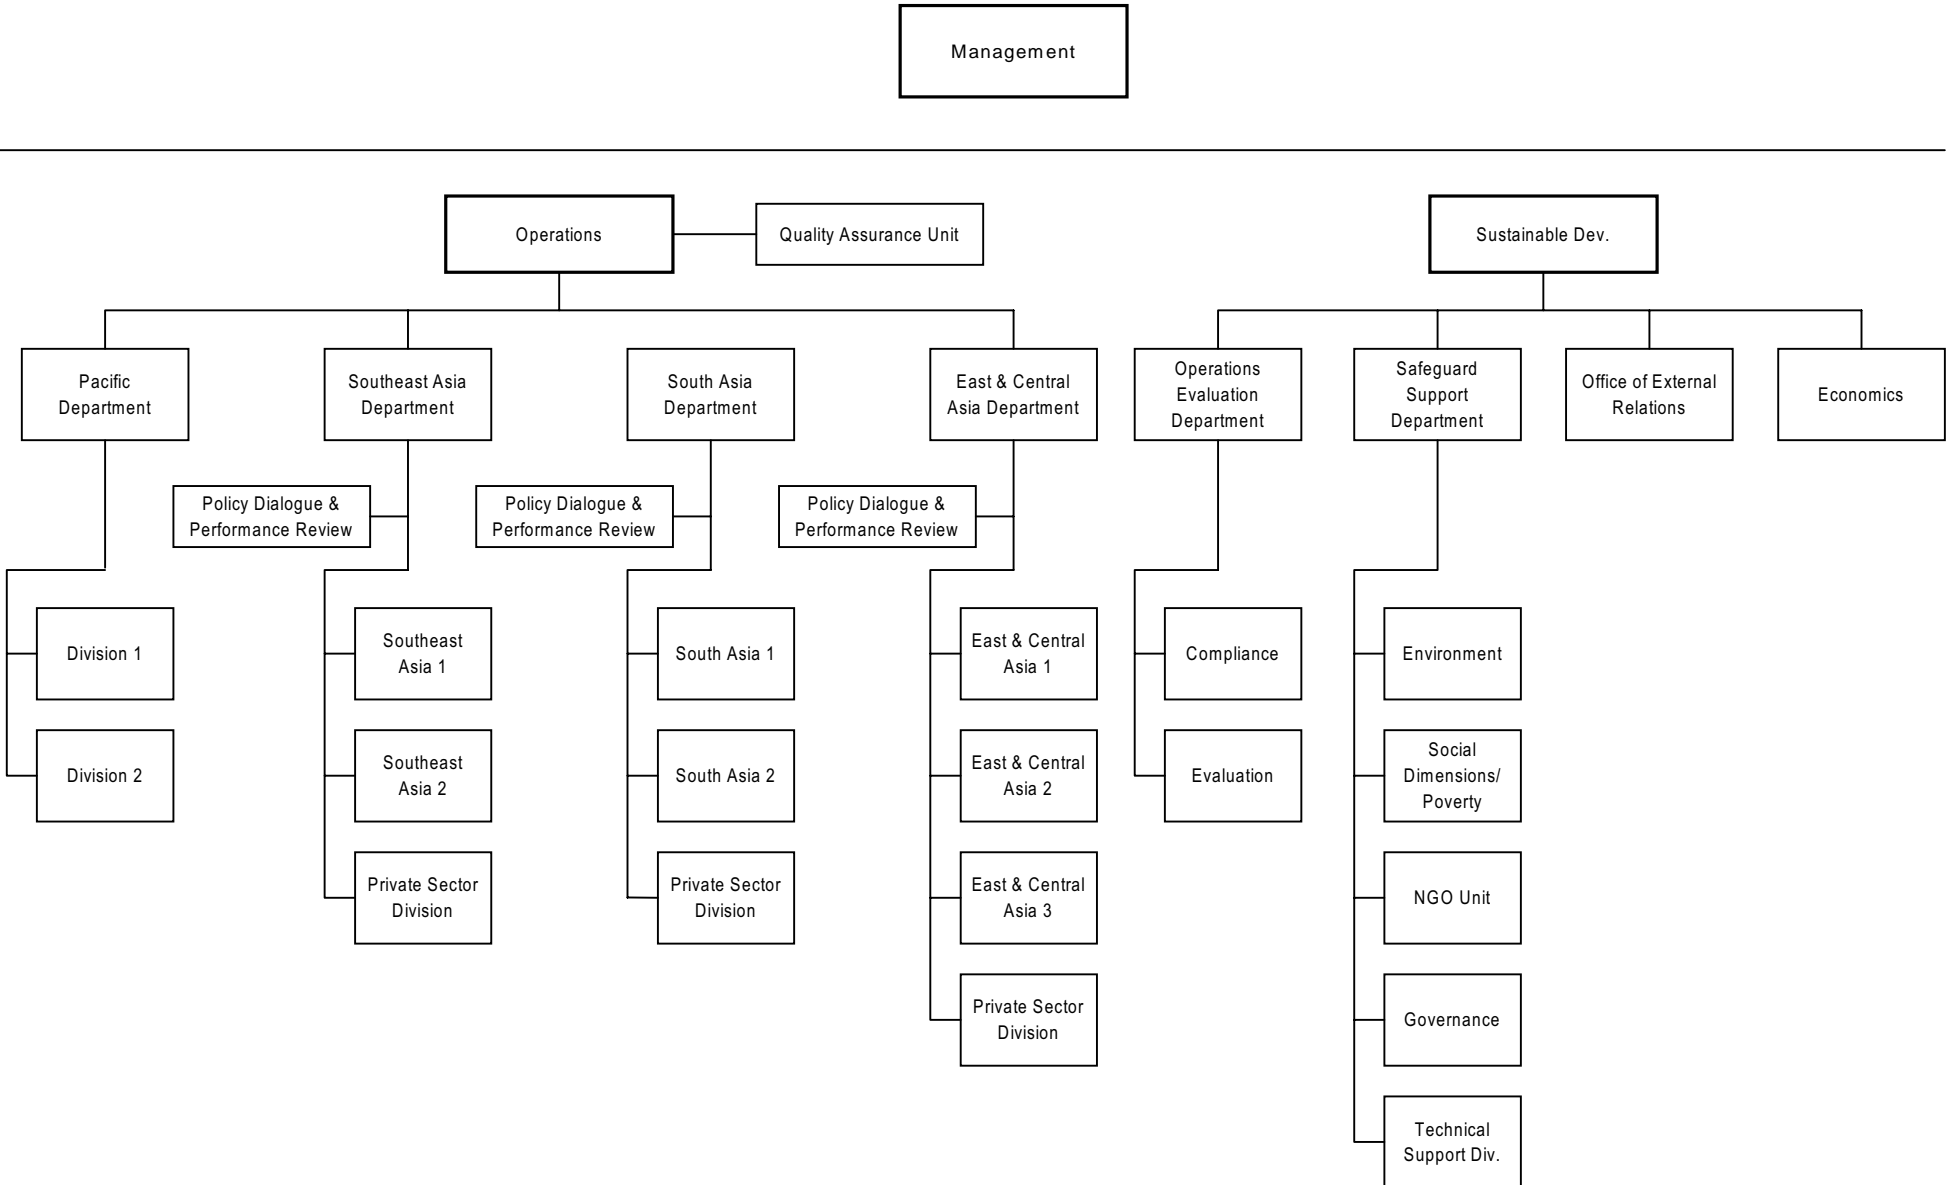 Management
Operations
Quality Assurance Unit
Sustainable Dev.
Pacific
Department
Southeast Asia
Department
South Asia
Department
East & Central
Asia Department
Operations
Evaluation
Department
Safeguard
Support
Department
Office of External
Relations
Economics
Policy Dialogue &
Performance Review
Policy Dialogue &
Performance Review
Policy Dialogue &
Performance Review
Division 1
Southeast
Asia 1
South Asia 1
East & Central
Asia 1
Compliance
Environment
Division 2
Southeast
Asia 2
South Asia 2
East & Central
Asia 2
Evaluation
Social
Dimensions/
Poverty
Private Sector
Division
Private Sector
Division
East & Central
Asia 3
NGO Unit
Private Sector
Division
Governance
Technical
Support Div.